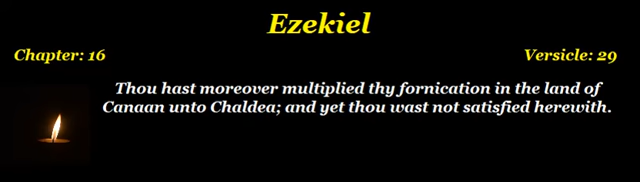 Ezekiel
Chapter: 16
Versicle: 29
Thou hast moreover multiplied thy fornication in the land of
Canaan unto Chaldea; and yet thou wast not satisfied herewith.